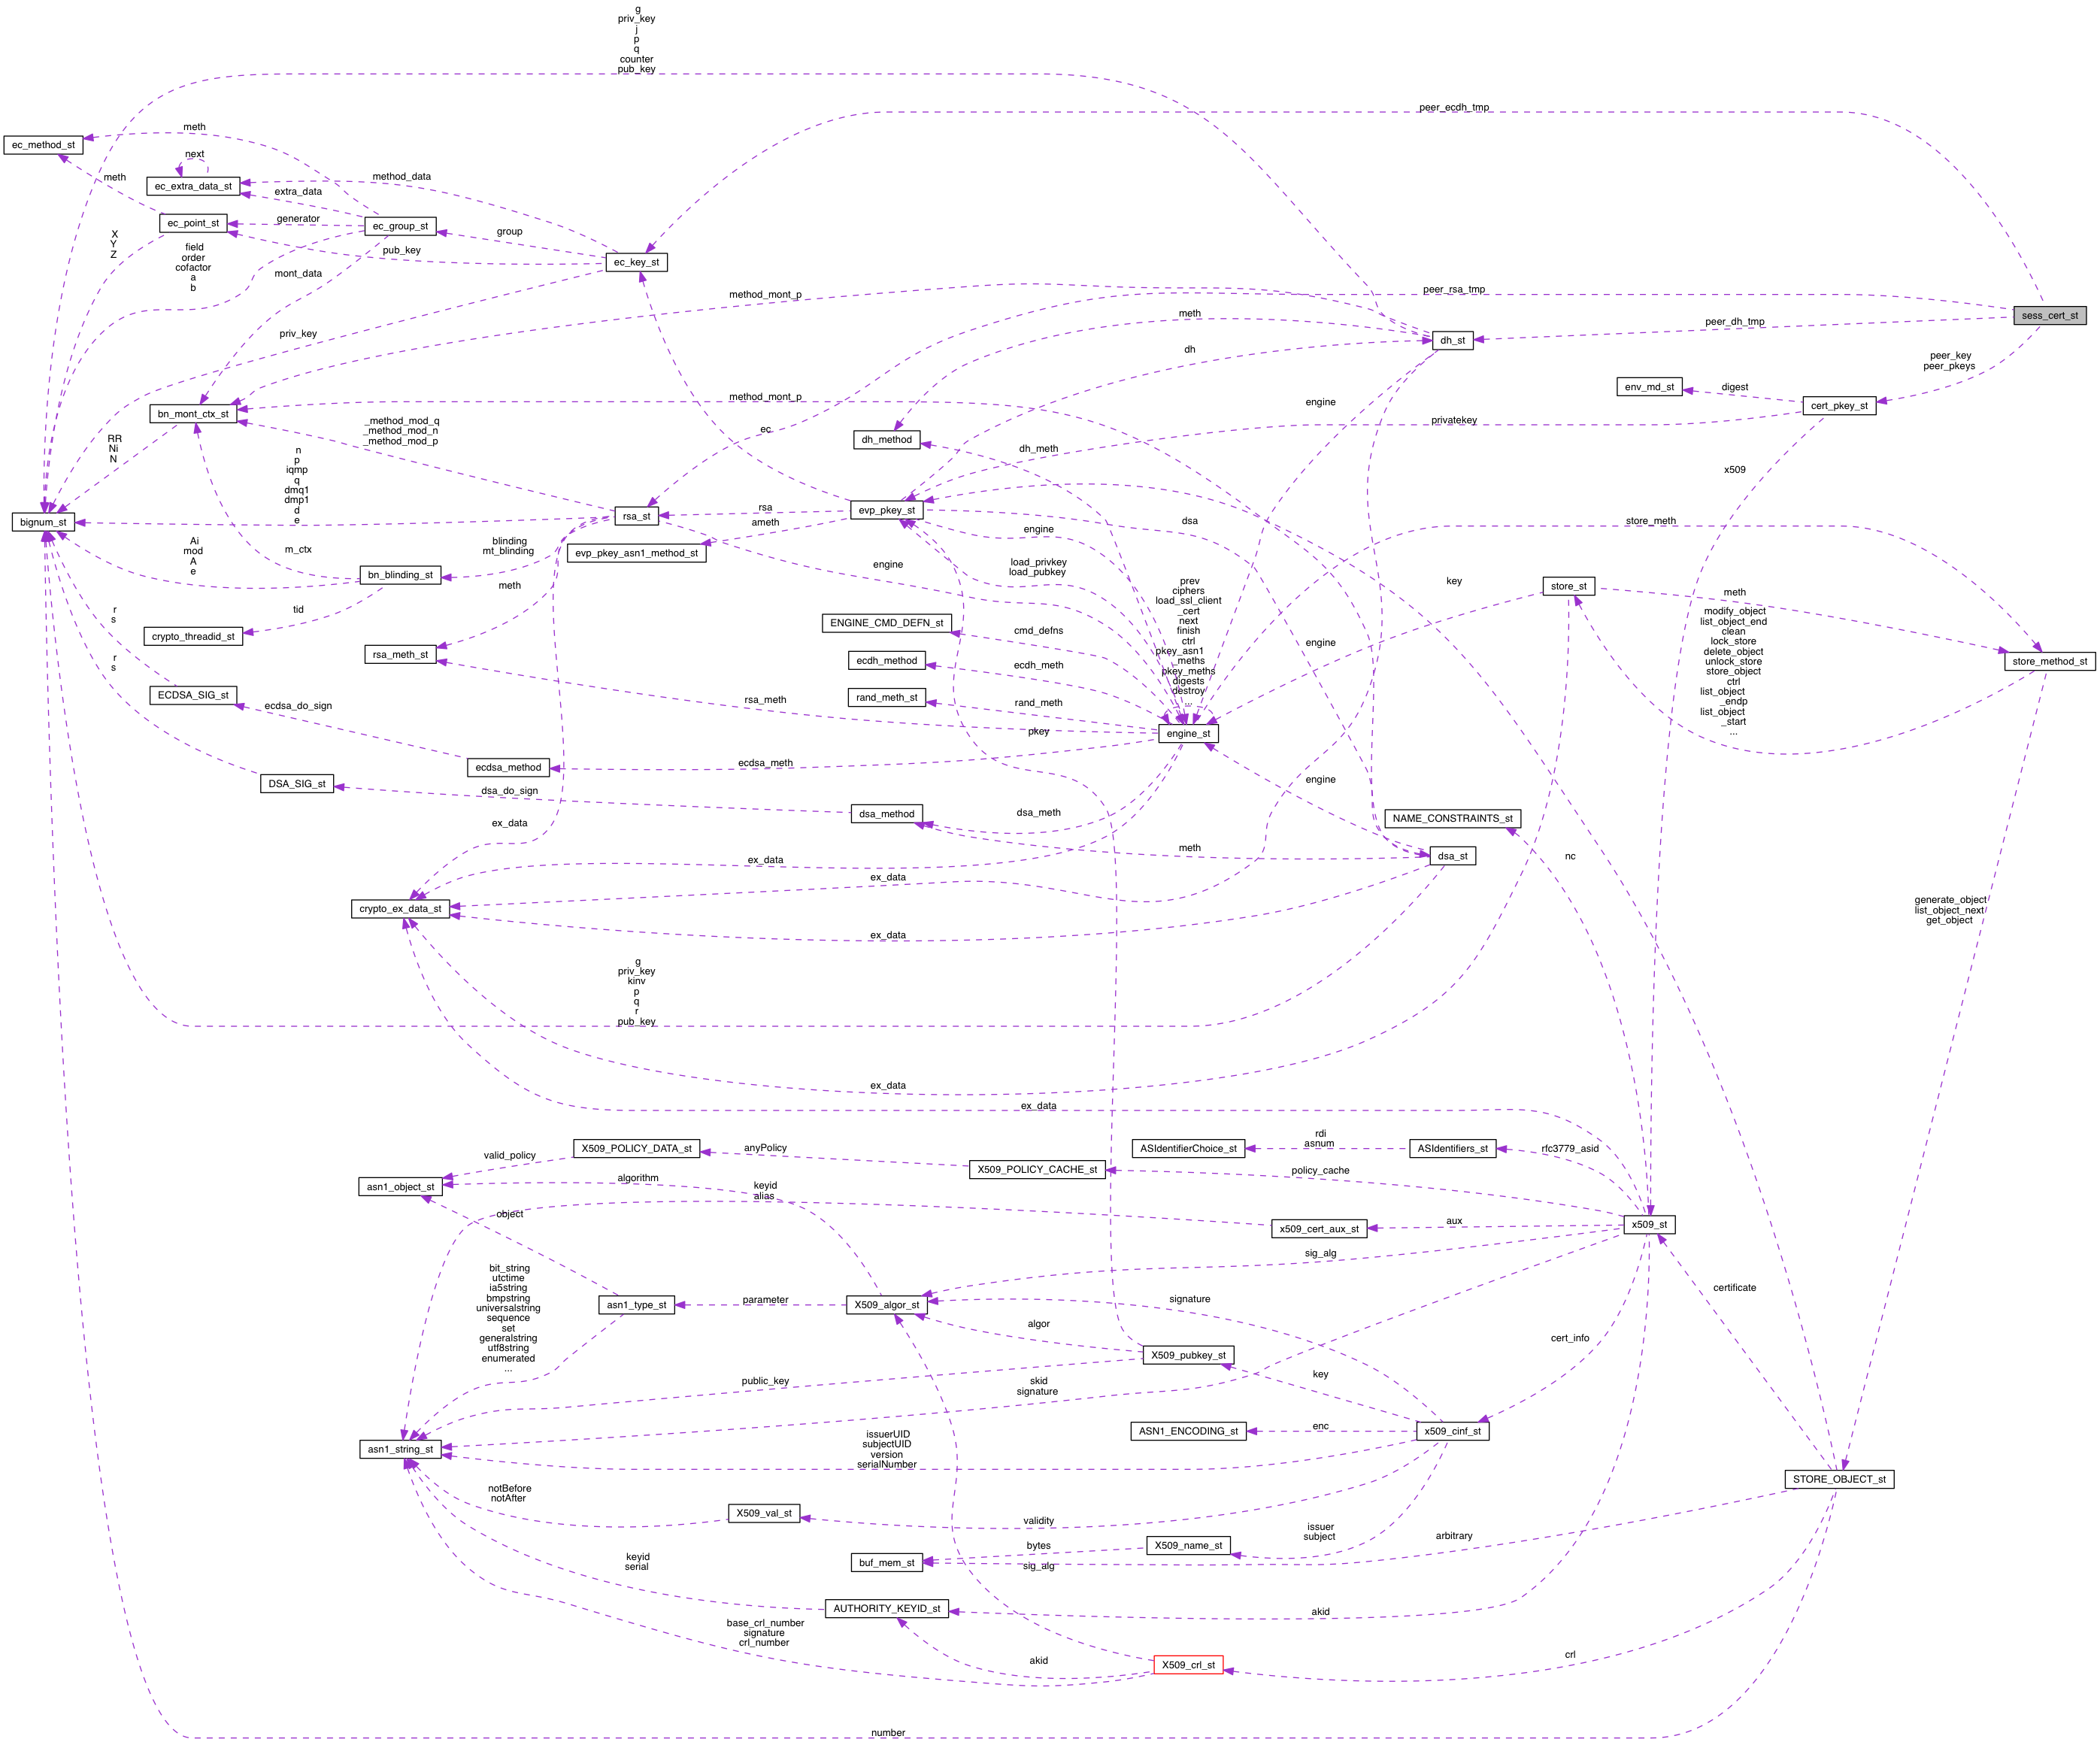 g
priv_key
j
p
q
counter
pub_key
peer_ecdh_tmp
meth
ec_method_st
next
meth
method_data
ec_extra_data_st
extra_data
ec_point_st
generator
ec_group_st
group
X
Y
Z
field
order
cofactor
a
b
pub_key
ec_key_st
mont_data
method_mont_p
peer_rsa_tmp
meth
peer_dh_tmp
sess_cert_st
priv_key
dh_st
dh
peer_key
peer_pkeys
env_md_st
digest
cert_pkey_st
method_mont_p
engine
bn_mont_ctx_st
_method_mod_q
_method_mod_n
_method_mod_p
ec
privatekey
RR
Ni
N
dh_method
dh_meth
n
p
iqmp
q
dmq1
dmp1
d
e
x509
bignum_st
rsa_st
rsa
evp_pkey_st
dsa
store_meth
ameth
engine
evp_pkey_asn1_method_st
Ai
mod
A
e
m_ctx
blinding
mt_blinding
engine
load_privkey
load_pubkey
key
bn_blinding_st
meth
store_st
meth
r
s
tid
prev
ciphers
load_ssl_client
_cert
next
finish
ctrl
pkey_asn1
_meths
pkey_meths
digests
destroy
...
modify_object
list_object_end
clean
lock_store
delete_object
unlock_store
store_object
ctrl
list_object
_endp
list_object
_start
...
crypto_threadid_st
ENGINE_CMD_DEFN_st
cmd_defns
engine
r
s
rsa_meth_st
ecdh_method
ecdh_meth
store_method_st
ECDSA_SIG_st
ecdsa_do_sign
rsa_meth
rand_meth_st
rand_meth
pkey
engine_st
ecdsa_method
ecdsa_meth
DSA_SIG_st
dsa_do_sign
engine
dsa_method
dsa_meth
NAME_CONSTRAINTS_st
ex_data
meth
ex_data
dsa_st
nc
ex_data
crypto_ex_data_st
generate_object
list_object_next
get_object
ex_data
g
priv_key
kinv
p
q
r
pub_key
ex_data
ex_data
valid_policy
X509_POLICY_DATA_st
anyPolicy
rdi
asnum
ASIdentifierChoice_st
ASIdentifiers_st
rfc3779_asid
X509_POLICY_CACHE_st
policy_cache
asn1_object_st
algorithm
keyid
alias
object
x509_cert_aux_st
aux
x509_st
sig_alg
bit_string
utctime
ia5string
bmpstring
universalstring
sequence
set
generalstring
utf8string
enumerated
...
certificate
asn1_type_st
parameter
X509_algor_st
signature
algor
cert_info
X509_pubkey_st
public_key
skid
signature
key
ASN1_ENCODING_st
enc
x509_cinf_st
asn1_string_st
issuerUID
subjectUID
version
serialNumber
STORE_OBJECT_st
notBefore
notAfter
X509_val_st
validity
issuer
subject
arbitrary
X509_name_st
bytes
buf_mem_st
sig_alg
keyid
serial
AUTHORITY_KEYID_st
akid
base_crl_number
signature
crl_number
akid
X509_crl_st
crl
number